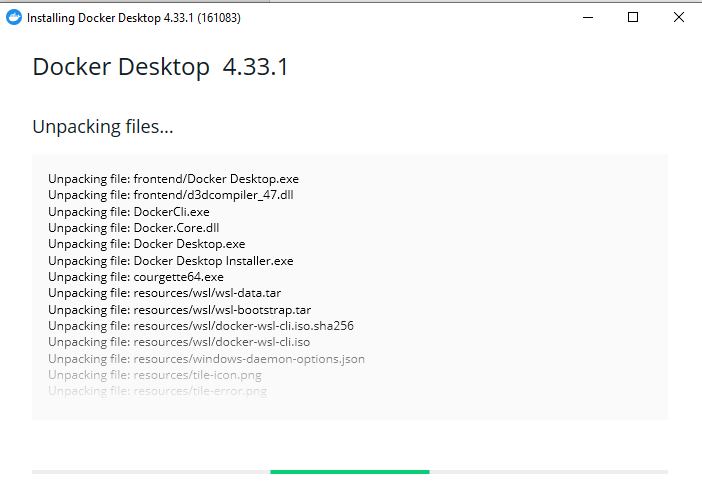 Installing Docker Desktop 4.33.1 (161083)
Docker Desktop 4.33.1
Unpacking files...
Unpacking file: frontend/Docker Desktop.exe
Unpacking file: frontend/d3dcompiler_47.dll
Unpacking file: DockerCli.exe
Unpacking file: Docker.Core.dll
Unpacking file: Docker Desktop.exe
Unpacking file: Docker Desktop Installer.exe
Unpacking file: courgette64.exe
Unpacking file: resources/wsl/wsl-data.tar
Unpacking file: resources/wsl/wsl-bootstrap.tar
Unpacking file: resources/wsl/docker-wsl-cli.iso.sha256
Unpacking file: resources/wsl/docker-wsl-cli.iso
Unpacking file: resources/windows-daemon-options.json
Unpacking file: resources/tile-icon.png
Unpacking file: resources/tile-error.png